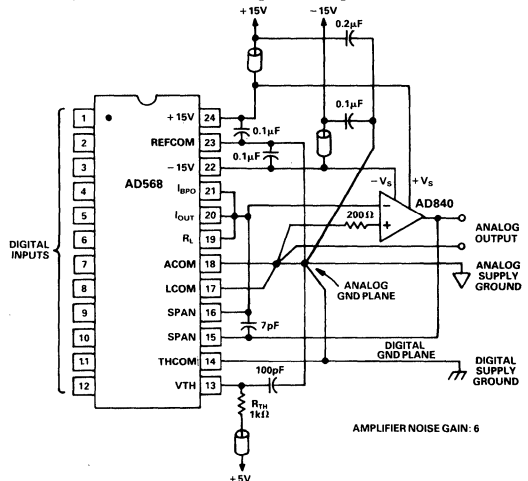 +15V
−15V
0.2µF
0.1µF
1
2
3
4
5
6
7
8
9
10
11
12
DIGITAL
INPUTS
AD568
+15V 24
REFCOM 23
−15V 22
IBPO 21
IOUT 20
RL 19
ACOM 18
LCOM 17
SPAN 16
SPAN 15
THCOM 14
VTH 13
0.1µF
0.1µF
−VS
+VS
AD840
200Ω
−
+
ANALOG
OUTPUT
ANALOG
SUPPLY
GROUND
ANALOG
GND PLANE
7pF
DIGITAL
GND PLANE
DIGITAL
SUPPLY
GROUND
100pF
RTH
1kΩ
+5V
AMPLIFIER NOISE GAIN: 6